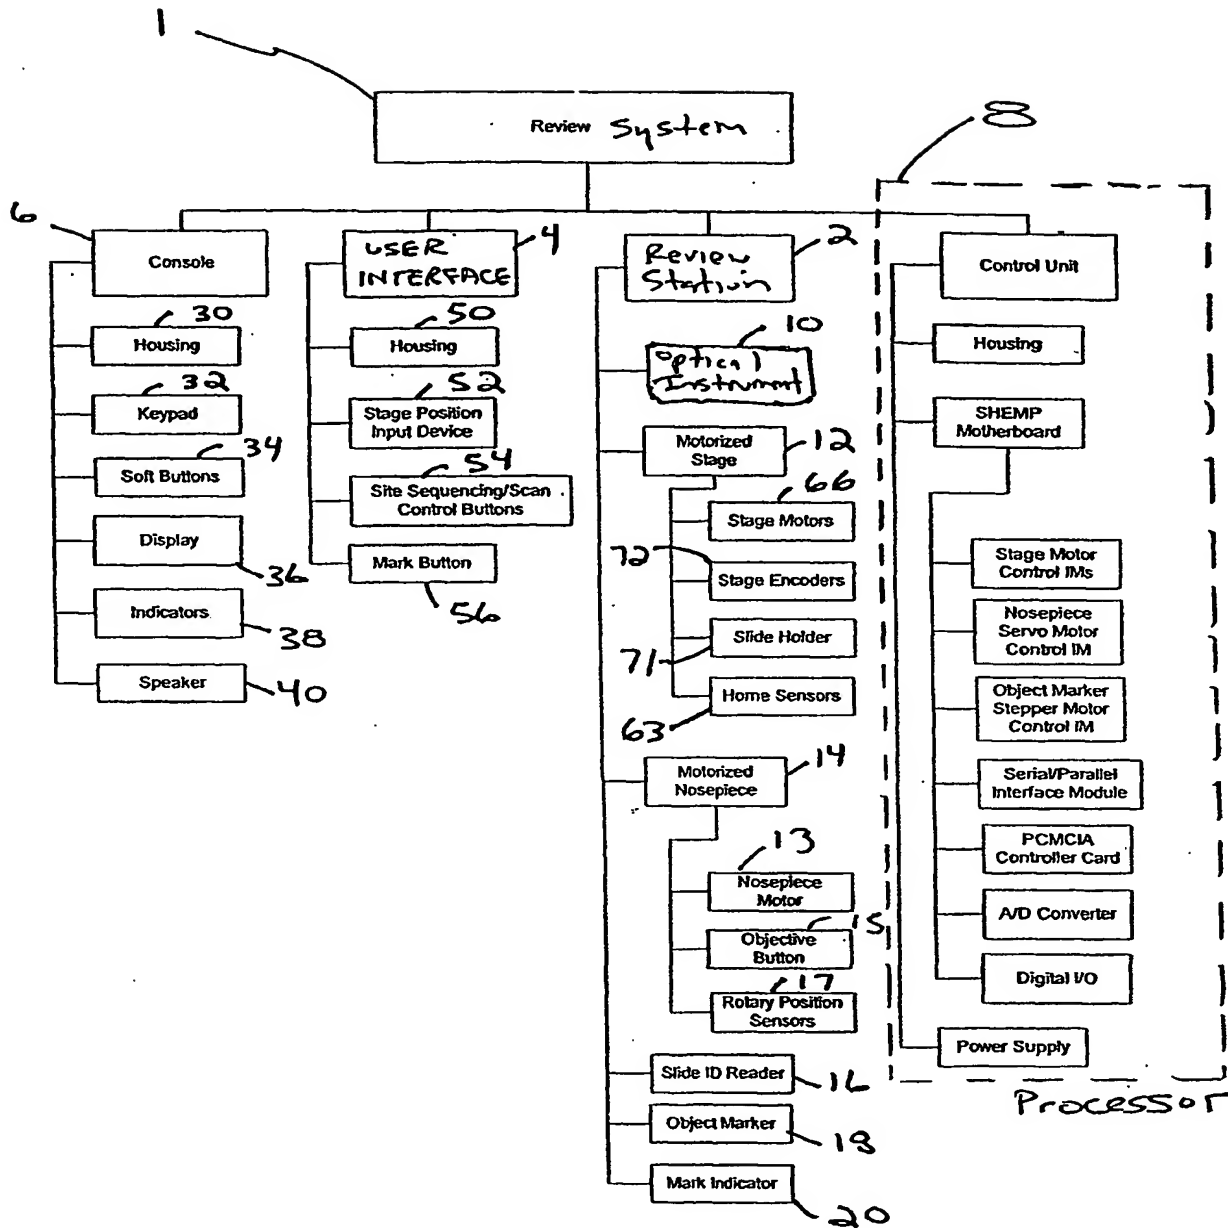 1
Review System
8
6
Console
30
Housing
32
Keypad
34
Soft Buttons
Display
36
Indicators
38
Speaker
40
4
USER
INTERFACE
50
Housing
52
Stage Position
Input Device
54
Site Sequencing/Scan
Control Buttons
Mark Button
56
2
Review
Station
10
Optical
Instrument
Motorized
Stage
12
66
Stage Motors
72
Stage Encoders
Slide Holder
71
Home Sensors
63
Motorized
Nosepiece
14
13
Nosepiece
Motor
15
Objective
Button
17
Rotary Position
Sensors
Slide ID Reader
16
Object Marker
18
Mark Indicator
20
Control Unit
Housing
SHEMP
Motherboard
Stage Motor
Control IMs
Nosepiece
Servo Motor
Control IM
Object Marker
Stepper Motor
Control IM
Serial/Parallel
Interface Module
PCMCIA
Controller Card
A/D Converter
Digital I/O
Power Supply
Processor